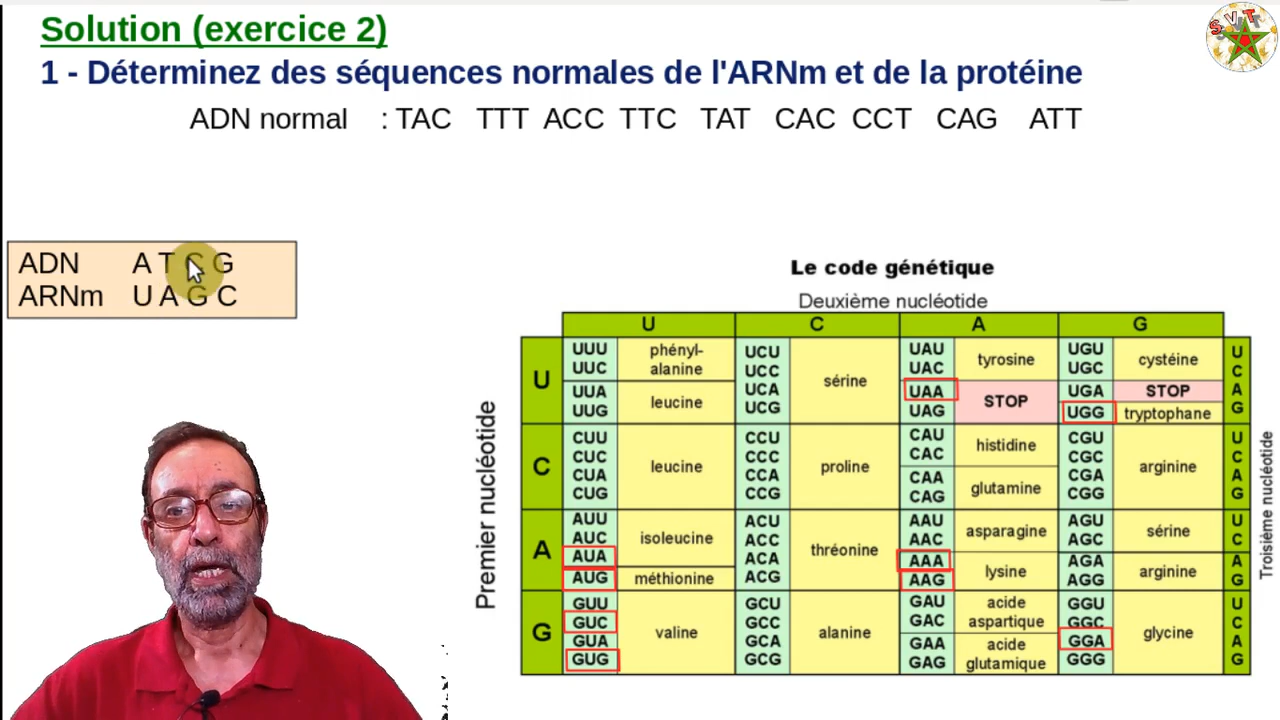 Solution (exercice 2)
SVTT
1 - Déterminez des séquences normales de l'ARNm et de la protéine
ADN normal : TAC TTT ACC TTC TAT CAC CCT CAG ATT
ADN A T C G
ARNm U A G C
Le code génétique
Deuxième nucléotide
U C A G
Premier nucléotide
U
UUU UUC phényl-alanine
UUA UUG leucine
UCU UCC UCA UCG sérine
UAU UAC tyrosine
UAA UAG STOP
UGU UGC cystéine
UGA STOP
UGG tryptophane
U C A G
C
CUU CUC CUA CUG leucine
CCU CCC CCA CCG proline
CAU CAC histidine
CAA CAG glutamine
CGU CGC CGA CGG arginine
U C A G
A
AUU AUC AUA isoleucine
AUG méthionine
ACU ACC ACA ACG thréonine
AAU AAC asparagine
AAA AAG lysine
AGU AGC sérine
AGA AGG arginine
U C A G
G
GUU GUC GUA GUG valine
GCU GCC GCA GCG alanine
GAU GAC acide aspartique
GAA GAG acide glutamique
GGU GGC GGA GGG glycine
U C A G
Troisième nucléotide